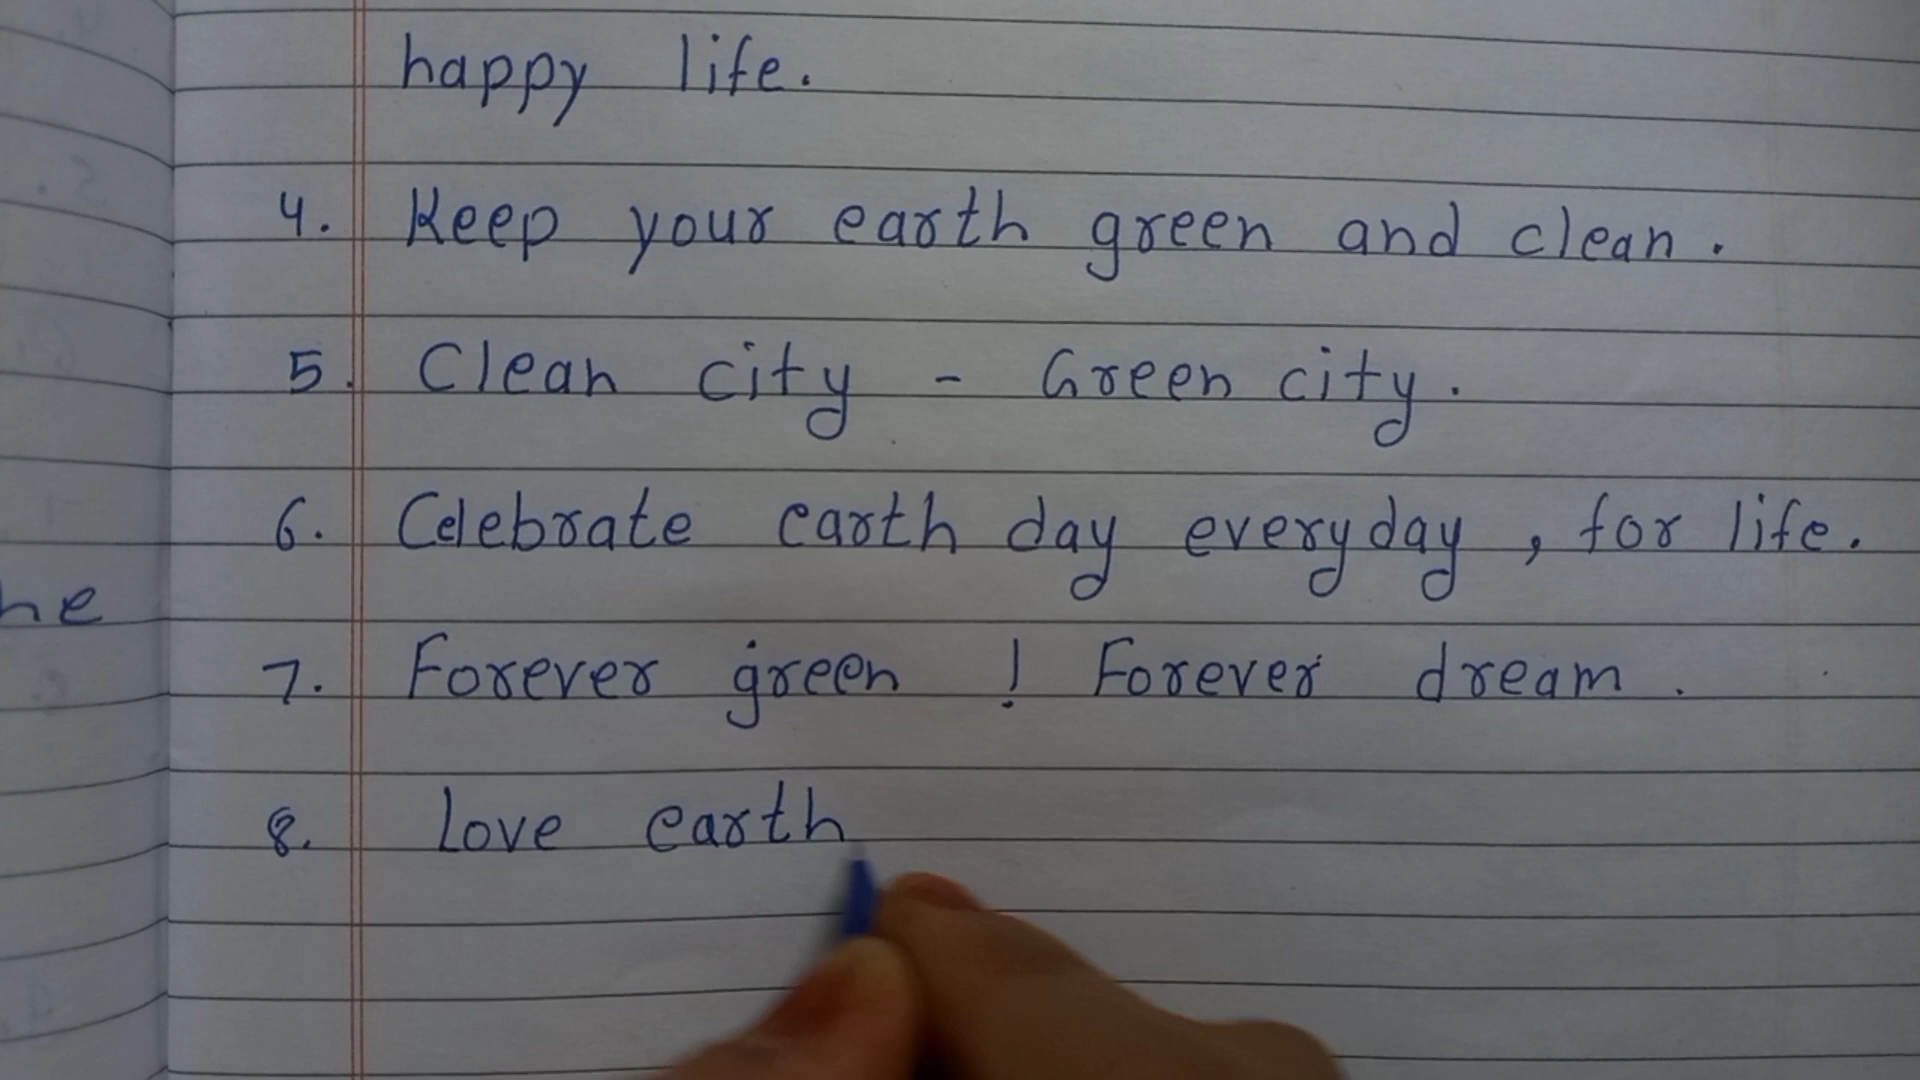 happy life.
4. Keep your earth green and clean.
5. Clean city - Green city.
6. Celebrate earth day everyday, for life.
he
7. Forever green ! Forever dream.
8. Love earth